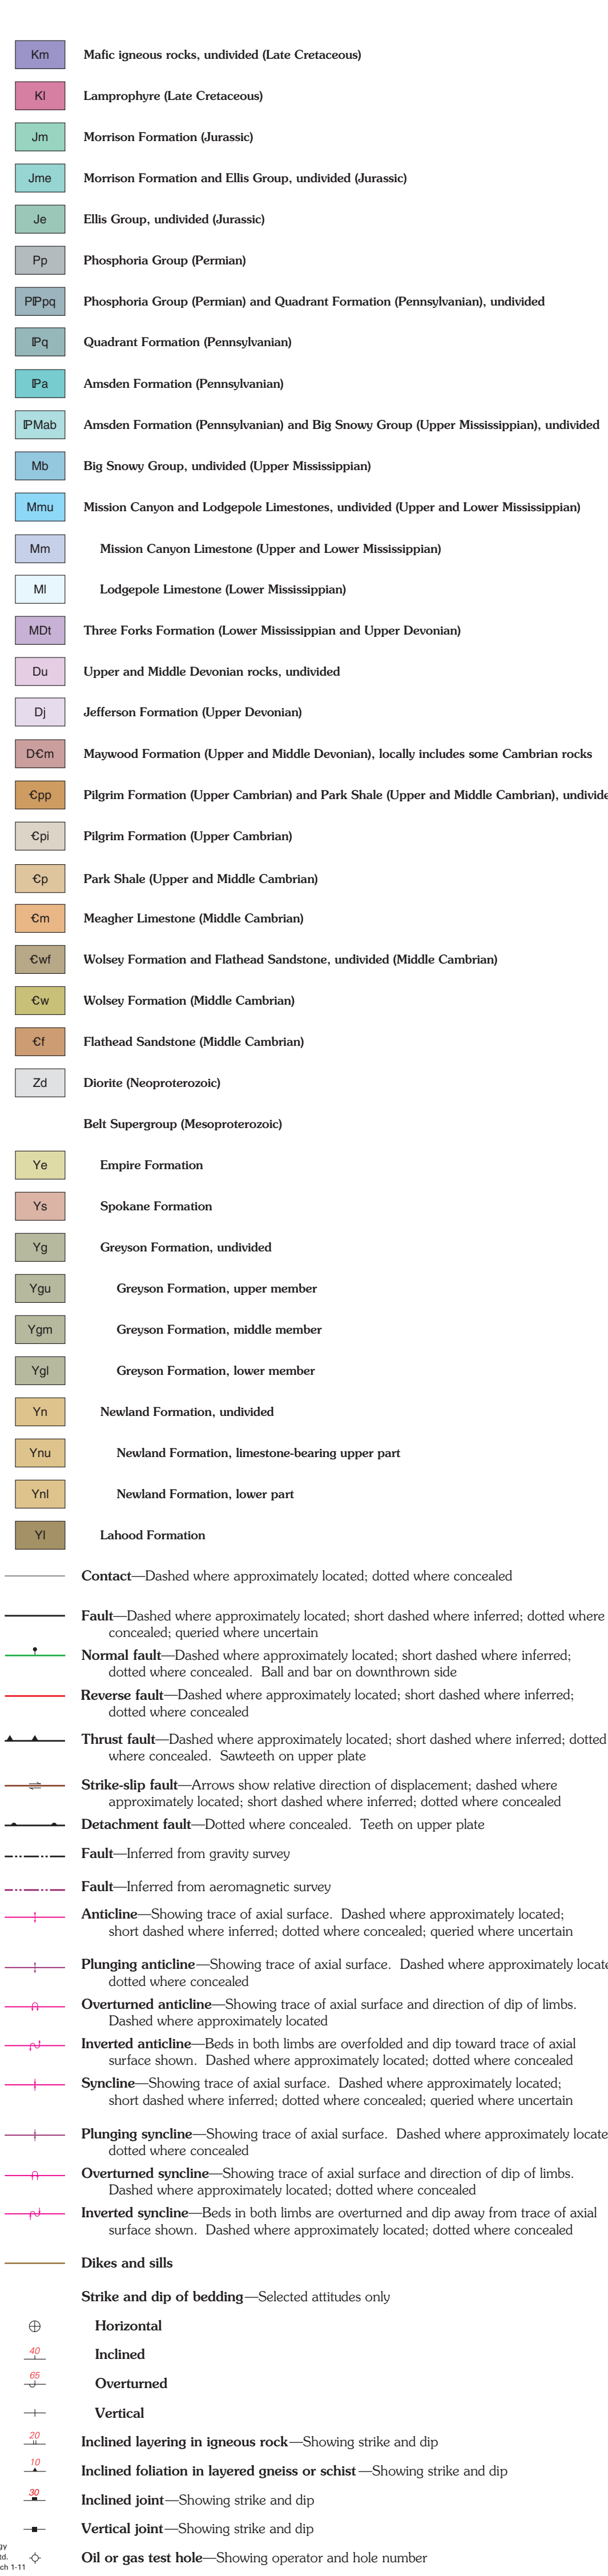 Km Mafic igneous rocks, undivided (Late Cretaceous)
Kl Lamprophyre (Late Cretaceous)
Jm Morrison Formation (Jurassic)
Jme Morrison Formation and Ellis Group, undivided (Jurassic)
Je Ellis Group, undivided (Jurassic)
Pp Phosphoria Group (Permian)
PIPpq Phosphoria Group (Permian) and Quadrant Formation (Pennsylvanian), undivided
IPq Quadrant Formation (Pennsylvanian)
IPa Amsden Formation (Pennsylvanian)
IPMab Amsden Formation (Pennsylvanian) and Big Snowy Group (Upper Mississippian), undivided
Mb Big Snowy Group, undivided (Upper Mississippian)
Mmu Mission Canyon and Lodgepole Limestones, undivided (Upper and Lower Mississippian)
Mm Mission Canyon Limestone (Upper and Lower Mississippian)
Ml Lodgepole Limestone (Lower Mississippian)
MDt Three Forks Formation (Lower Mississippian and Upper Devonian)
Du Upper and Middle Devonian rocks, undivided
Dj Jefferson Formation (Upper Devonian)
D€m Maywood Formation (Upper and Middle Devonian), locally includes some Cambrian rocks
€pp Pilgrim Formation (Upper Cambrian) and Park Shale (Upper and Middle Cambrian), undivide
€pi Pilgrim Formation (Upper Cambrian)
€p Park Shale (Upper and Middle Cambrian)
€m Meagher Limestone (Middle Cambrian)
€wf Wolsey Formation and Flathead Sandstone, undivided (Middle Cambrian)
€w Wolsey Formation (Middle Cambrian)
€f Flathead Sandstone (Middle Cambrian)
Zd Diorite (Neoproterozoic)
Belt Supergroup (Mesoproterozoic)
Ye Empire Formation
Ys Spokane Formation
Yg Greyson Formation, undivided
Ygu Greyson Formation, upper member
Ygm Greyson Formation, middle member
Ygl Greyson Formation, lower member
Yn Newland Formation, undivided
Ynu Newland Formation, limestone-bearing upper part
Ynl Newland Formation, lower part
Yl Lahood Formation
Contact—Dashed where approximately located; dotted where concealed
Fault—Dashed where approximately located; short dashed where inferred; dotted where
concealed; queried where uncertain
Normal fault—Dashed where approximately located; short dashed where inferred;
dotted where concealed. Ball and bar on downthrown side
Reverse fault—Dashed where approximately located; short dashed where inferred;
dotted where concealed
Thrust fault—Dashed where approximately located; short dashed where inferred; dotted
where concealed. Sawteeth on upper plate
Strike-slip fault—Arrows show relative direction of displacement; dashed where
approximately located; short dashed where inferred; dotted where concealed
Detachment fault—Dotted where concealed. Teeth on upper plate
Fault—Inferred from gravity survey
Fault—Inferred from aeromagnetic survey
Anticline—Showing trace of axial surface. Dashed where approximately located;
short dashed where inferred; dotted where concealed; queried where uncertain
Plunging anticline—Showing trace of axial surface. Dashed where approximately locate
dotted where concealed
Overturned anticline—Showing trace of axial surface and direction of dip of limbs.
Dashed where approximately located
Inverted anticline—Beds in both limbs are overfolded and dip toward trace of axial
surface shown. Dashed where approximately located; dotted where concealed
Syncline—Showing trace of axial surface. Dashed where approximately located;
short dashed where inferred; dotted where concealed; queried where uncertain
Plunging syncline—Showing trace of axial surface. Dashed where approximately locate
dotted where concealed
Overturned syncline—Showing trace of axial surface and direction of dip of limbs.
Dashed where approximately located; dotted where concealed
Inverted syncline—Beds in both limbs are overturned and dip away from trace of axial
surface shown. Dashed where approximately located; dotted where concealed
Dikes and sills
Strike and dip of bedding—Selected attitudes only
Horizontal
40 Inclined
65 Overturned
Vertical
20 Inclined layering in igneous rock—Showing strike and dip
10 Inclined foliation in layered gneiss or schist—Showing strike and dip
30 Inclined joint—Showing strike and dip
Vertical joint—Showing strike and dip
gy
td.
Oil or gas test hole—Showing operator and hole number
ch 1-11